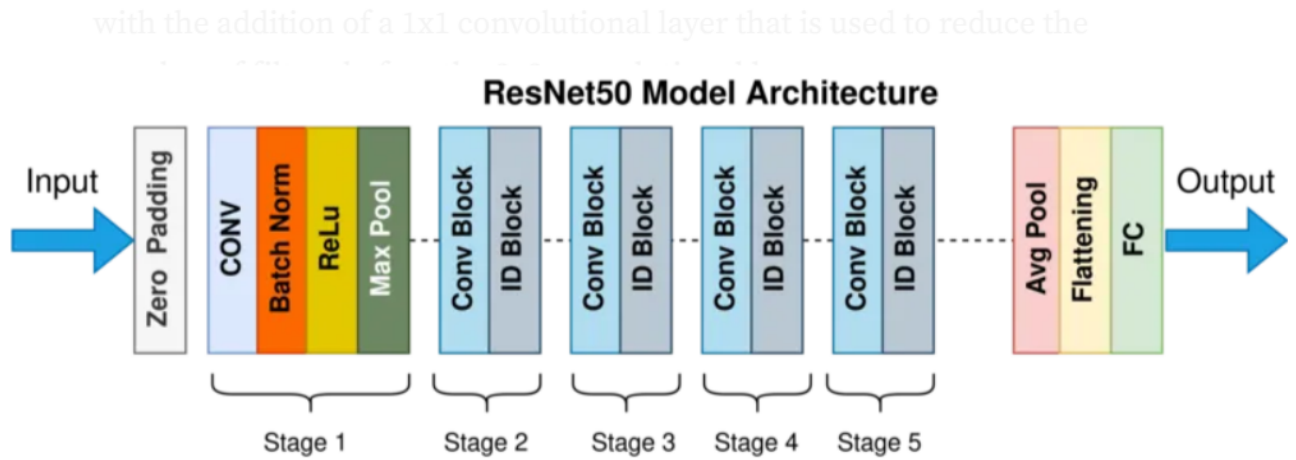 with the addition of a 1x1 convolutional layer that is used to reduce the
ResNet50 Model Architecture
Input
Zero Padding
CONV
Batch Norm
ReLu
Max Pool
Conv Block
ID Block
Conv Block
ID Block
Conv Block
ID Block
Conv Block
ID Block
Avg Pool
Flattening
FC
Output
Stage 1
Stage 2
Stage 3
Stage 4
Stage 5